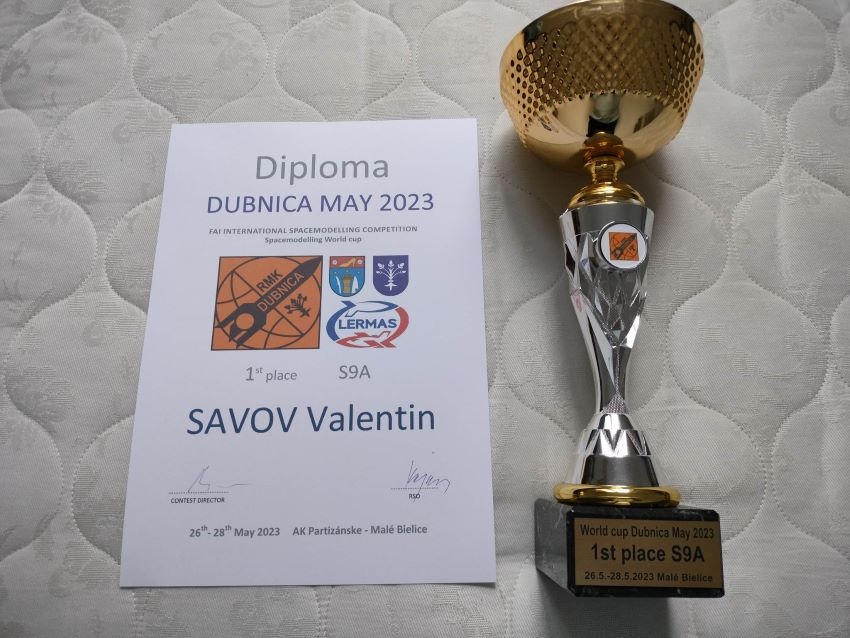 Diploma
DUBNICA MAY 2023
FAI INTERNATIONAL SPACEMODELLING COMPETITION
Spacemodelling World cup
RMK
DUBNICA
LERMAS
1st place S9A
SAVOV Valentin
CONTEST DIRECTOR
RSO
26th- 28th May 2023 AK Partizánske - Malé Bielice
World cup Dubnica May 2023
1st place S9A
26.5.-28.5.2023 Malé Bielice